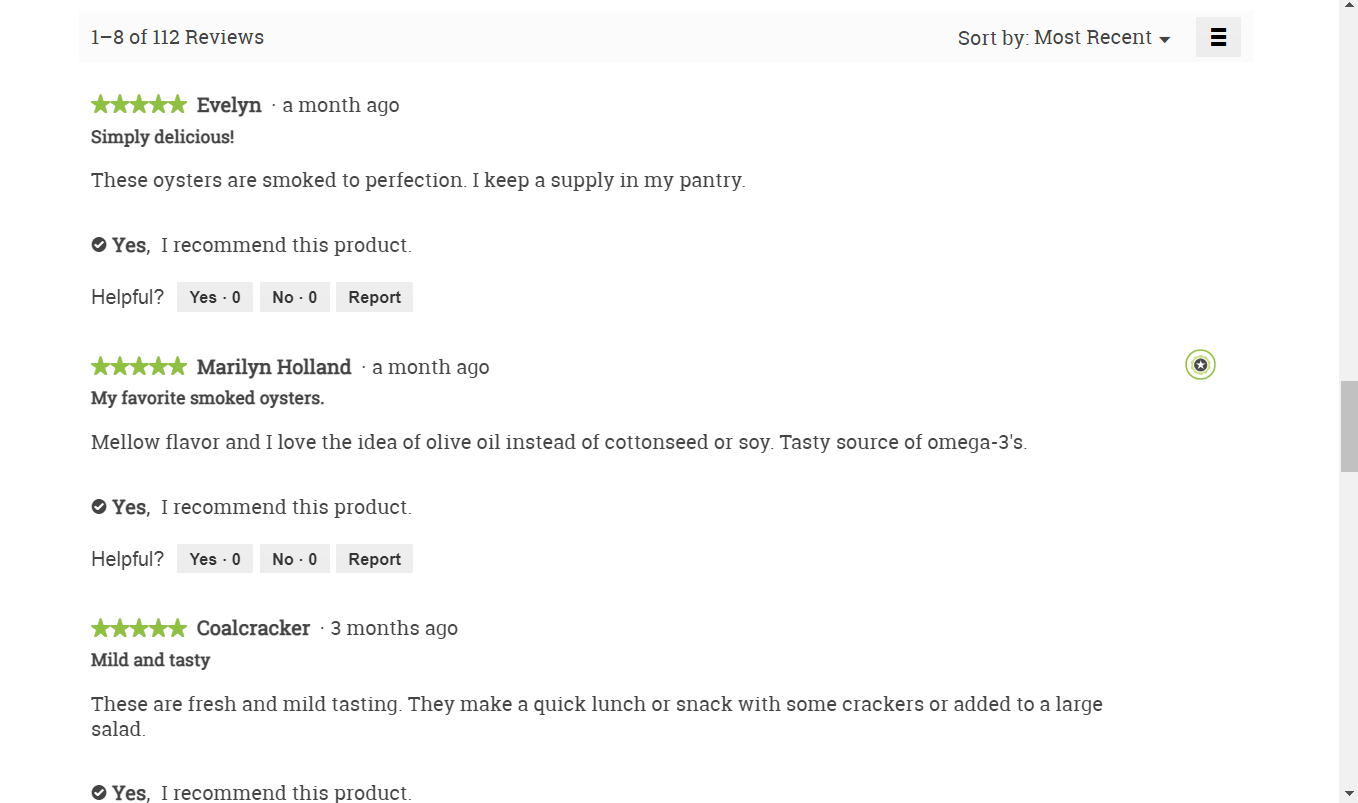 1–8 of 112 Reviews Sort by: Most Recent
Evelyn · a month ago
Simply delicious!
These oysters are smoked to perfection. I keep a supply in my pantry.
Yes, I recommend this product.
Helpful? Yes · 0 No · 0 Report
Marilyn Holland · a month ago
My favorite smoked oysters.
Mellow flavor and I love the idea of olive oil instead of cottonseed or soy. Tasty source of omega-3's.
Yes, I recommend this product.
Helpful? Yes · 0 No · 0 Report
Coalcracker · 3 months ago
Mild and tasty
These are fresh and mild tasting. They make a quick lunch or snack with some crackers or added to a large
salad.
Yes, I recommend this product.